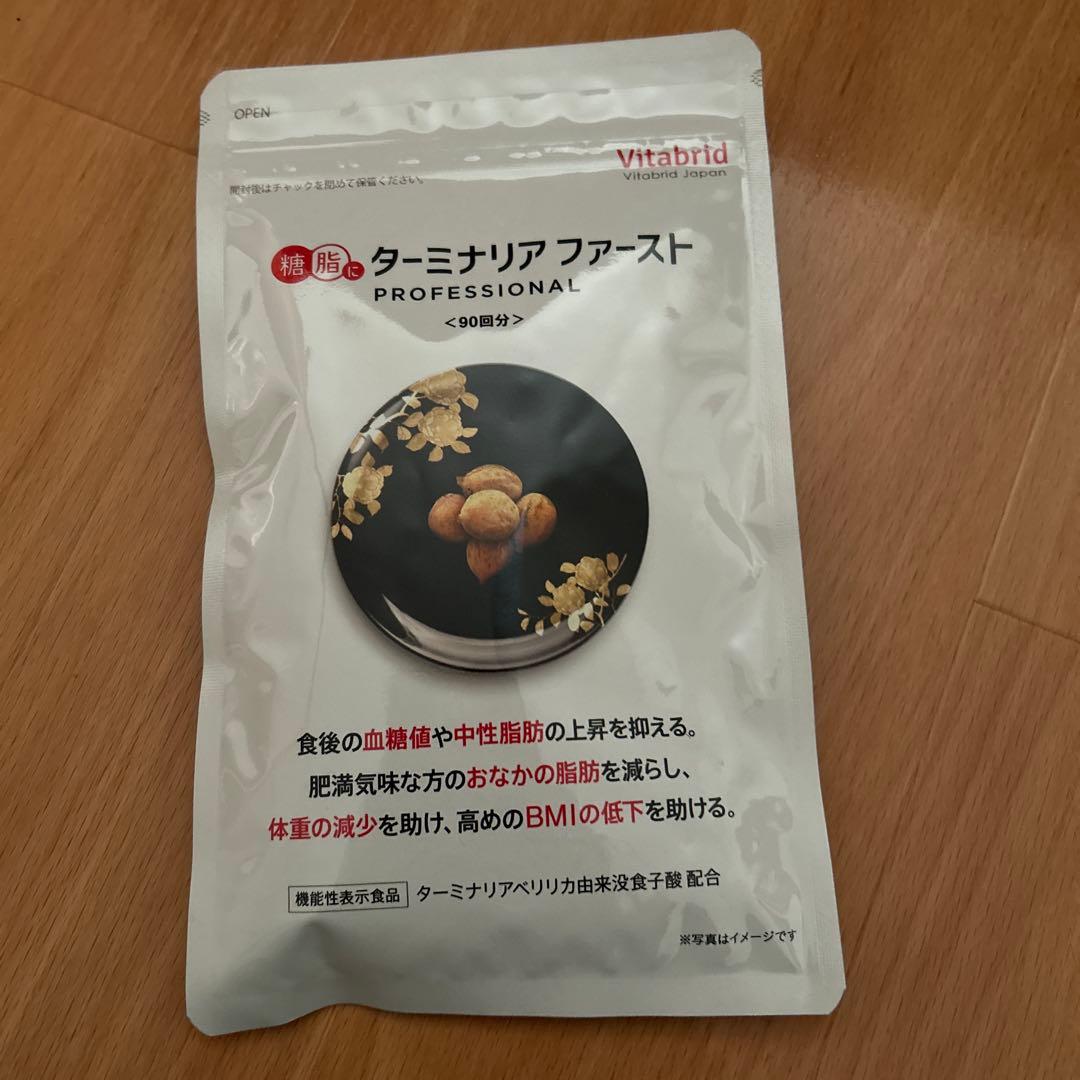 OPEN
Vitabrid
Vitabrid Japan
開封後はチャックを閉めて保管ください。
糖脂に ターミナリア ファースト
PROFESSIONAL
＜90回分＞
食後の血糖値や中性脂肪の上昇を抑える。
肥満気味な方のおなかの脂肪を減らし、
体重の減少を助け、高めのBMIの低下を助ける。
機能性表示食品 ターミナリアベリリカ由来没食子酸 配合
※写真はイメージです